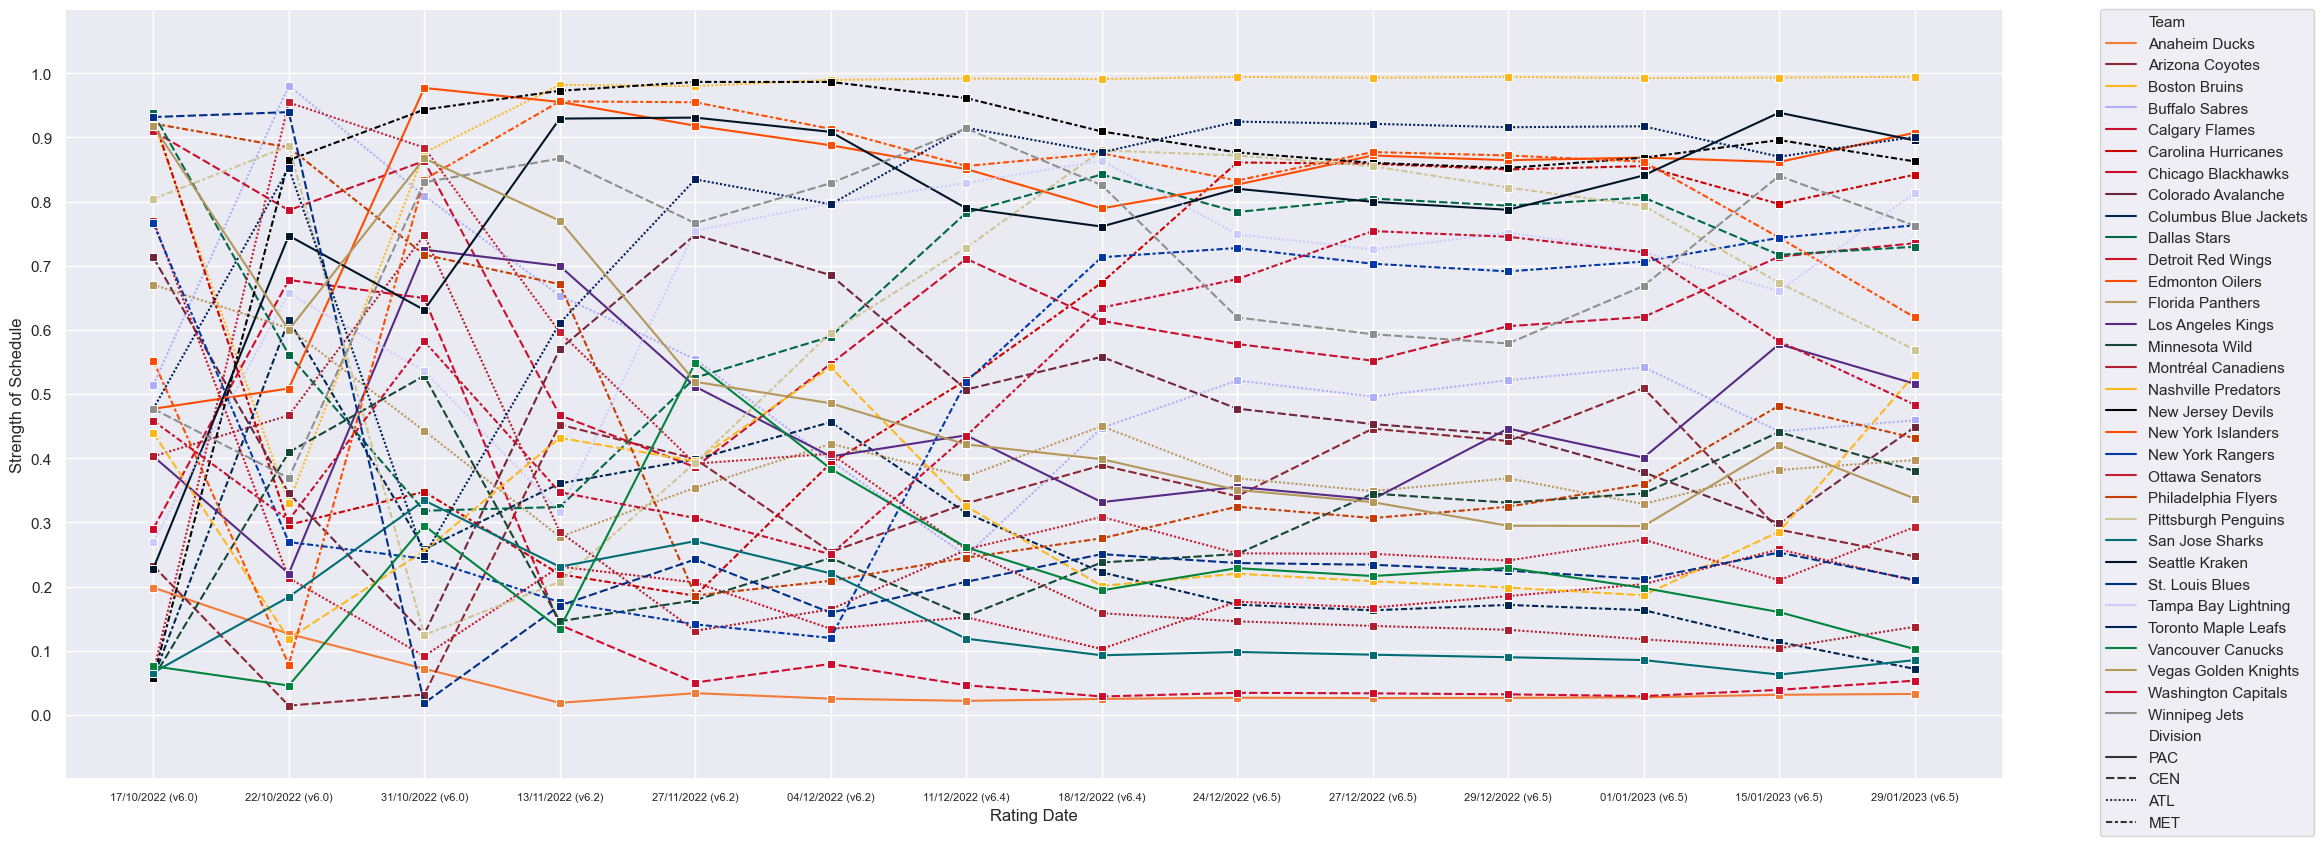 Strength of Schedule
1.0
0.9
0.8
0.7
0.6
0.5
0.4
0.3
0.2
0.1
0.0
17/10/2022 (v6.0) 22/10/2022 (v6.0) 31/10/2022 (v6.0) 13/11/2022 (v6.2) 27/11/2022 (v6.2) 04/12/2022 (v6.2) 11/12/2022 (v6.4) 18/12/2022 (v6.4) 24/12/2022 (v6.5) 27/12/2022 (v6.5) 29/12/2022 (v6.5) 01/01/2023 (v6.5) 15/01/2023 (v6.5) 29/01/2023 (v6.5)
Rating Date
Team
Anaheim Ducks
Arizona Coyotes
Boston Bruins
Buffalo Sabres
Calgary Flames
Carolina Hurricanes
Chicago Blackhawks
Colorado Avalanche
Columbus Blue Jackets
Dallas Stars
Detroit Red Wings
Edmonton Oilers
Florida Panthers
Los Angeles Kings
Minnesota Wild
Montréal Canadiens
Nashville Predators
New Jersey Devils
New York Islanders
New York Rangers
Ottawa Senators
Philadelphia Flyers
Pittsburgh Penguins
San Jose Sharks
Seattle Kraken
St. Louis Blues
Tampa Bay Lightning
Toronto Maple Leafs
Vancouver Canucks
Vegas Golden Knights
Washington Capitals
Winnipeg Jets
Division
PAC
CEN
ATL
MET